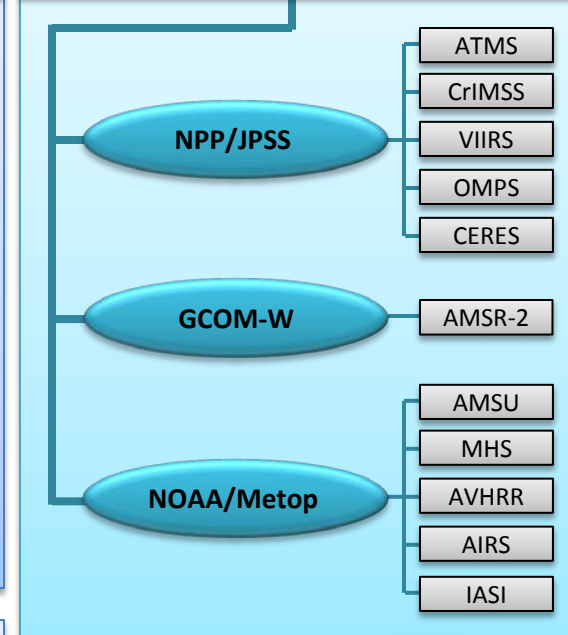 NPP/JPSS
ATMS
CrIMSS
VIIRS
OMPS
CERES
GCOM-W
AMSR-2
NOAA/Metop
AMSU
MHS
AVHRR
AIRS
IASI